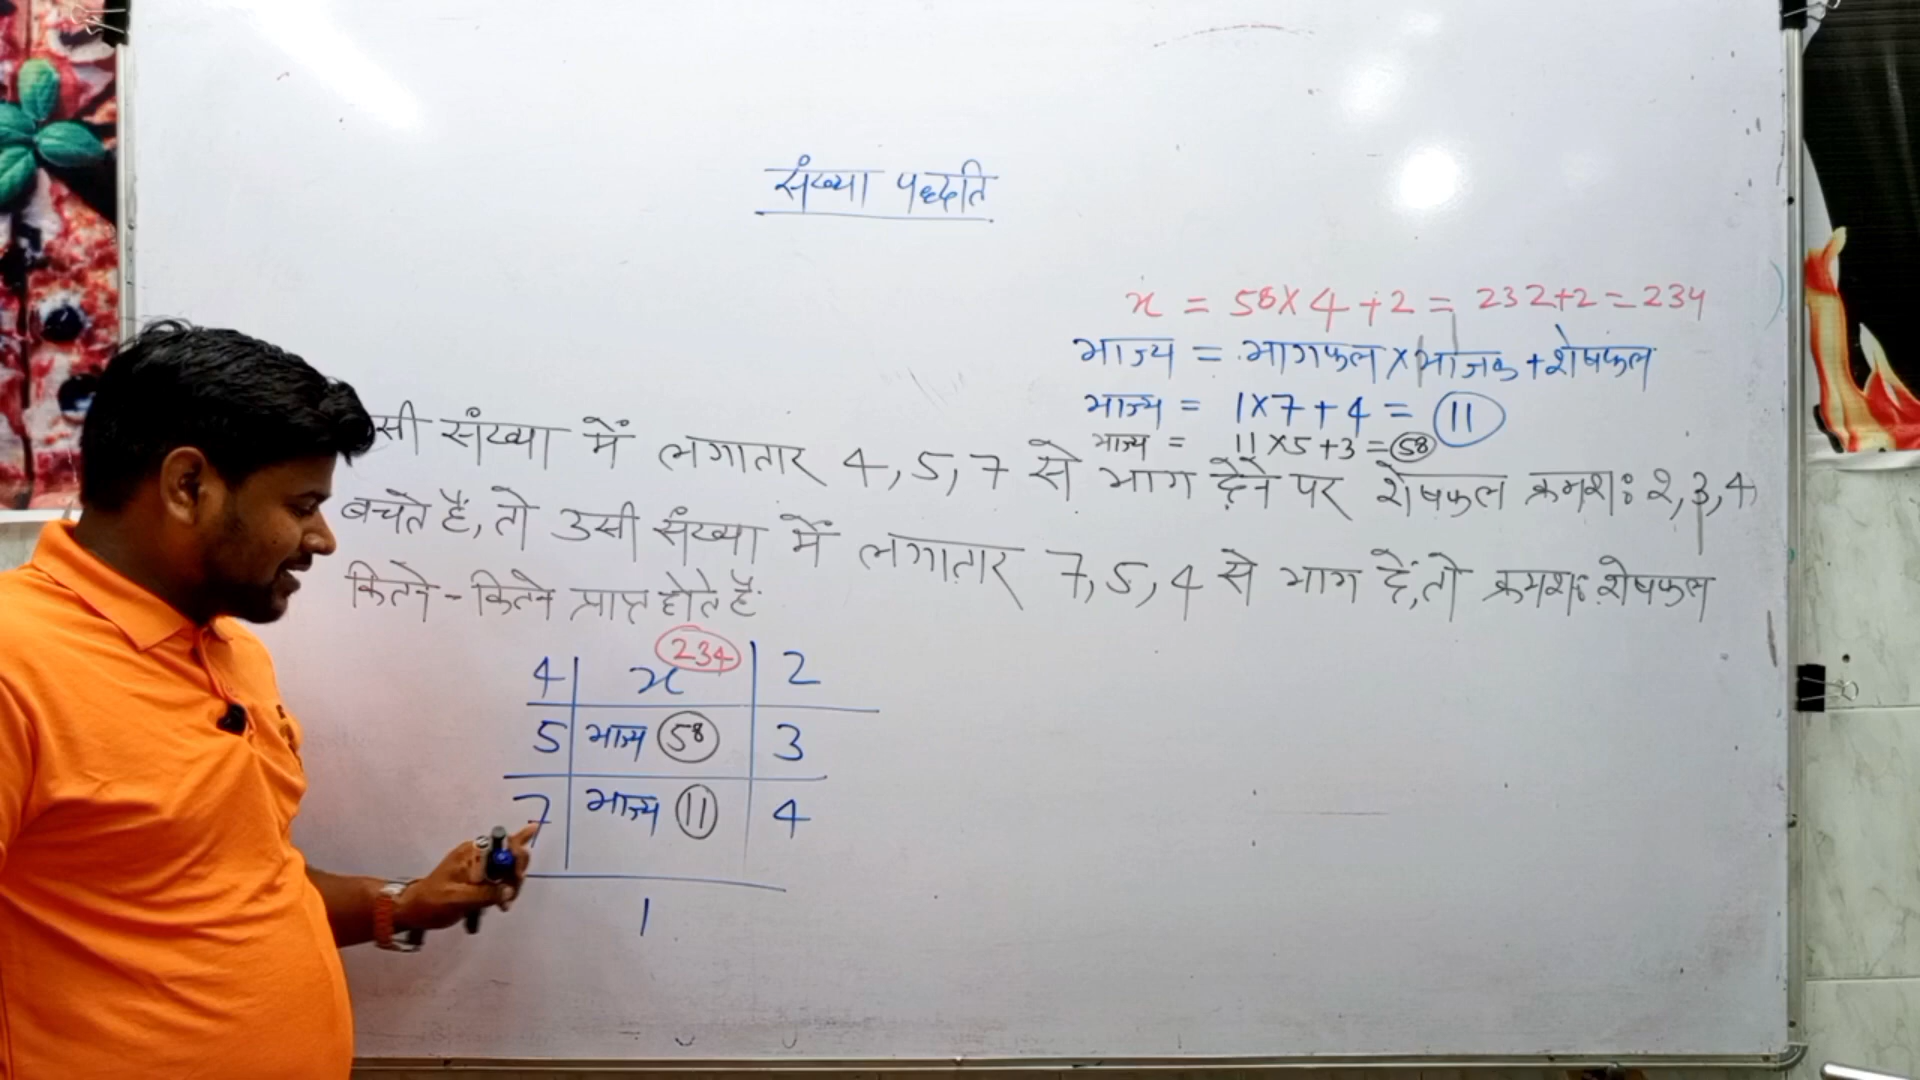 संख्या पद्धति
x = 58×4+2 = 232+2 = 234
भाज्य = भागफल × भाजक + शेषफल
भाज्य = 1×7+4 = 11
भाज्य = 11×5+3 = 58
सी संख्या में लगातार 4, 5, 7 से भाग देने पर शेषफल क्रमशः 2, 3, 4
बचते हैं, तो उसी संख्या में लगातार 7, 5, 4 से भाग दें, तो क्रमशः शेषफल
कितने - कितने प्राप्त होते हैं
4 x 234 2
5 भाज्य 58 3
7 भाज्य 11 4
1